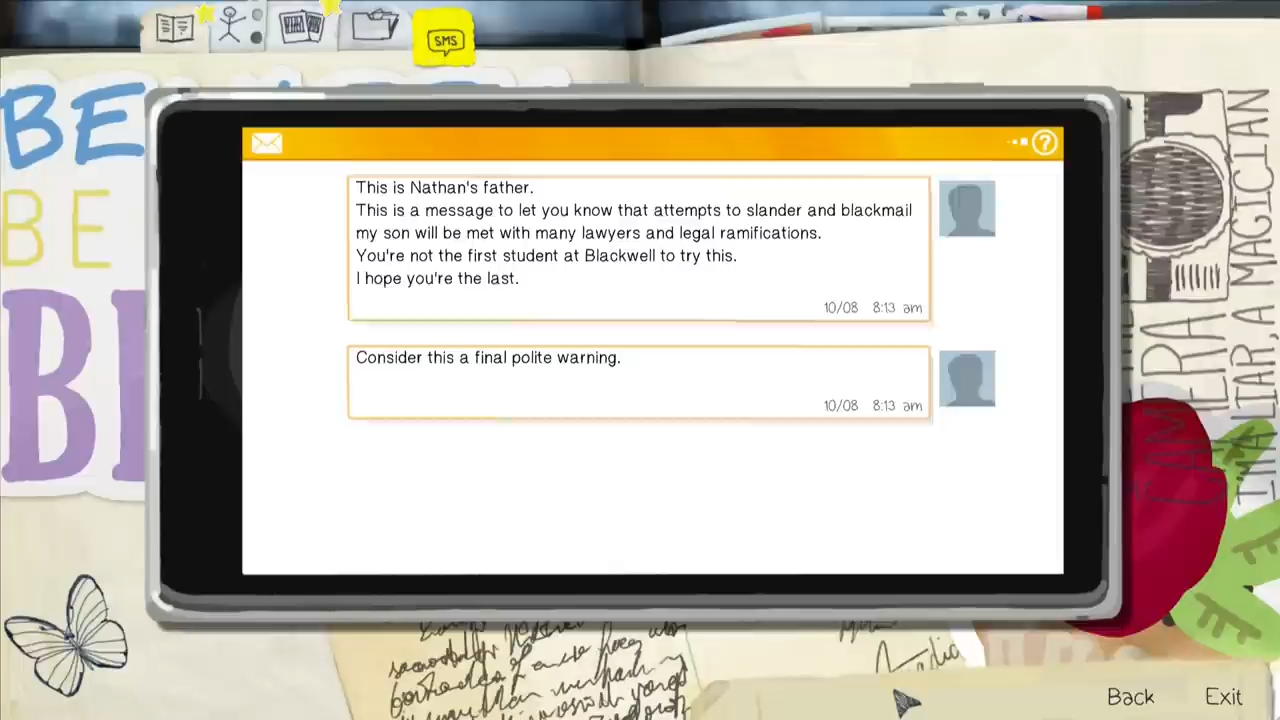 SMS
BE
BE
This is Nathan's father.
This is a message to let you know that attempts to slander and blackmail
my son will be met with many lawyers and legal ramifications.
You're not the first student at Blackwell to try this.
I hope you're the last.
10/08 8:13 am
Consider this a final polite warning.
10/08 8:13 am
CAMERA
LIAR, A MAGICIAN
Back
Exit